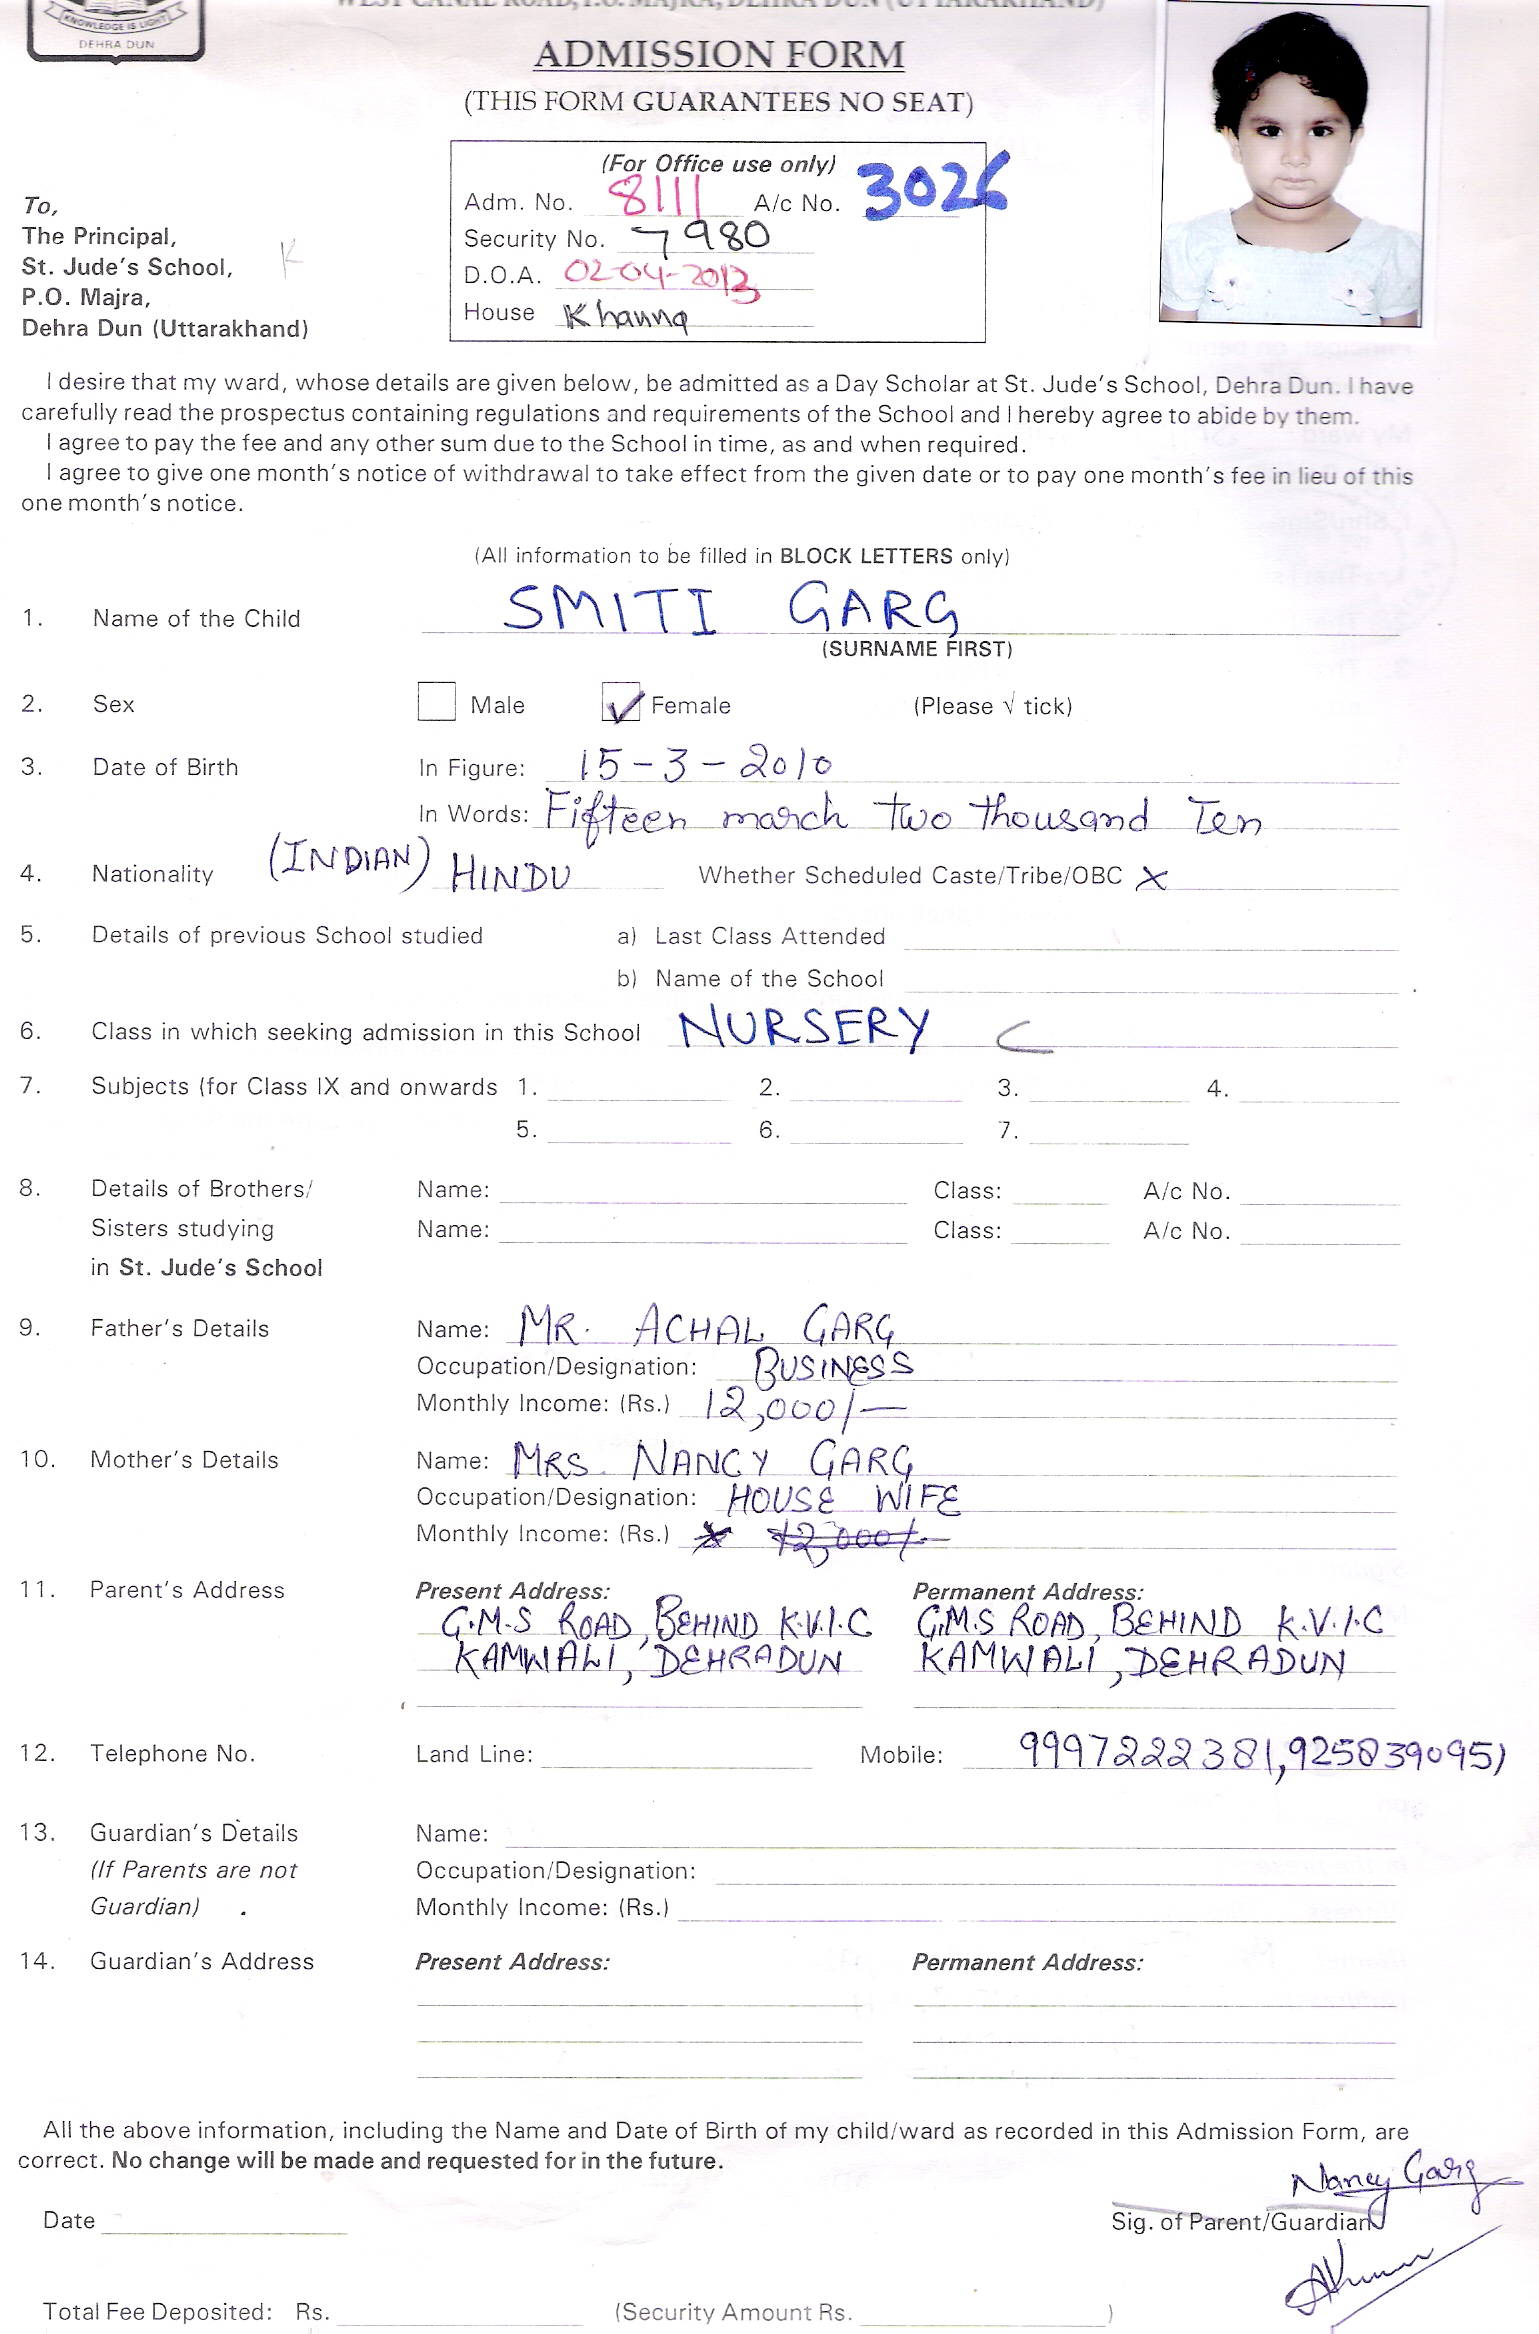 KNOWLEDGE IS LIGHT
DEHRA DUN
WEST CANAL ROAD, P.O. MAJRA, DEHRA DUN (UTTARAKHAND)
ADMISSION FORM
(THIS FORM GUARANTEES NO SEAT)
(For Office use only)
Adm. No. 8111 A/c No. 3026
Security No. 7980
D.O.A. 02-04-2013
House Khanna
To,
The Principal,
St. Jude's School, K
P.O. Majra,
Dehra Dun (Uttarakhand)
I desire that my ward, whose details are given below, be admitted as a Day Scholar at St. Jude's School, Dehra Dun. I have
carefully read the prospectus containing regulations and requirements of the School and I hereby agree to abide by them.
I agree to pay the fee and any other sum due to the School in time, as and when required.
I agree to give one month's notice of withdrawal to take effect from the given date or to pay one month's fee in lieu of this
one month's notice.
(All information to be filled in BLOCK LETTERS only)
1. Name of the Child SMITI GARG
(SURNAME FIRST)
2. Sex Male ✓ Female (Please √ tick)
3. Date of Birth In Figure: 15-3-2010
In Words: Fifteen march two thousand Ten
4. Nationality (INDIAN) HINDU Whether Scheduled Caste/Tribe/OBC X
5. Details of previous School studied a) Last Class Attended
b) Name of the School
6. Class in which seeking admission in this School NURSERY C
7. Subjects (for Class IX and onwards 1. 2. 3. 4.
5. 6. 7.
8. Details of Brothers/ Name: Class: A/c No.
Sisters studying Name: Class: A/c No.
in St. Jude's School
9. Father's Details Name: MR. ACHAL GARG
Occupation/Designation: BUSINESS
Monthly Income: (Rs.) 12,000/-
10. Mother's Details Name: MRS. NANCY GARG
Occupation/Designation: HOUSE WIFE
Monthly Income: (Rs.) 12,000/-
11. Parent's Address Present Address: Permanent Address:
G.M.S ROAD, BEHIND K.V.I.C G.M.S ROAD, BEHIND K.V.I.C
KAMWALI, DEHRADUN KAMWALI, DEHRADUN
12. Telephone No. Land Line: Mobile: 9997222381, 9258390951
13. Guardian's Details Name:
(If Parents are not Occupation/Designation:
Guardian) Monthly Income: (Rs.)
14. Guardian's Address Present Address: Permanent Address:
All the above information, including the Name and Date of Birth of my child/ward as recorded in this Admission Form, are
correct. No change will be made and requested for in the future.
Nancy Garg
Date Sig. of Parent/Guardian
Total Fee Deposited: Rs. (Security Amount Rs. )